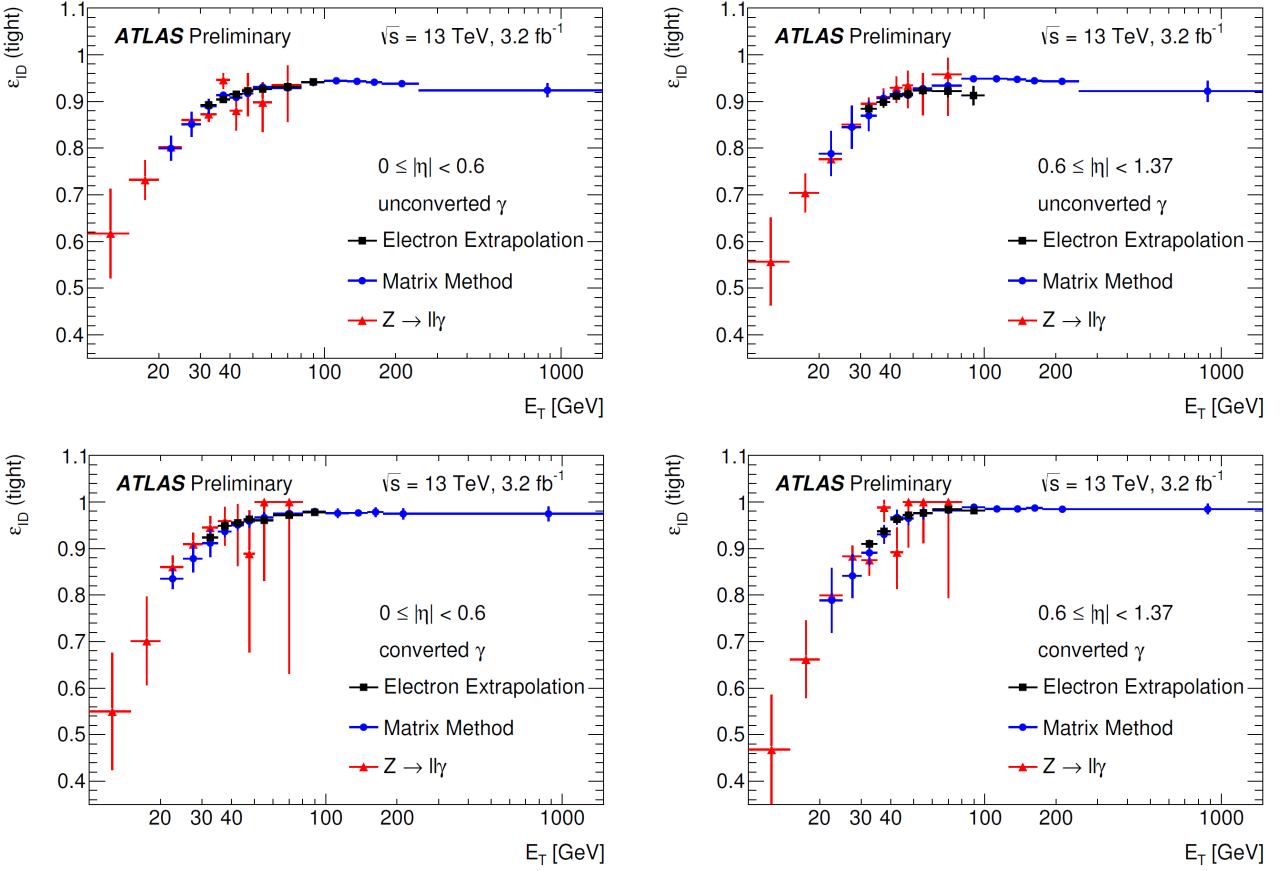 ε_ID (tight)
1.1
1
0.9
0.8
0.7
0.6
0.5
0.4
ATLAS Preliminary
√s = 13 TeV, 3.2 fb⁻¹
0 ≤ |η| < 0.6
unconverted γ
Electron Extrapolation
Matrix Method
Z → llγ
20 30 40 100 200 1000
E_T [GeV]
ε_ID (tight)
1.1
1
0.9
0.8
0.7
0.6
0.5
0.4
ATLAS Preliminary
√s = 13 TeV, 3.2 fb⁻¹
0.6 ≤ |η| < 1.37
unconverted γ
Electron Extrapolation
Matrix Method
Z → llγ
20 30 40 100 200 1000
E_T [GeV]
ε_ID (tight)
1.1
1
0.9
0.8
0.7
0.6
0.5
0.4
ATLAS Preliminary
√s = 13 TeV, 3.2 fb⁻¹
0 ≤ |η| < 0.6
converted γ
Electron Extrapolation
Matrix Method
Z → llγ
20 30 40 100 200 1000
E_T [GeV]
ε_ID (tight)
1.1
1
0.9
0.8
0.7
0.6
0.5
0.4
ATLAS Preliminary
√s = 13 TeV, 3.2 fb⁻¹
0.6 ≤ |η| < 1.37
converted γ
Electron Extrapolation
Matrix Method
Z → llγ
20 30 40 100 200 1000
E_T [GeV]